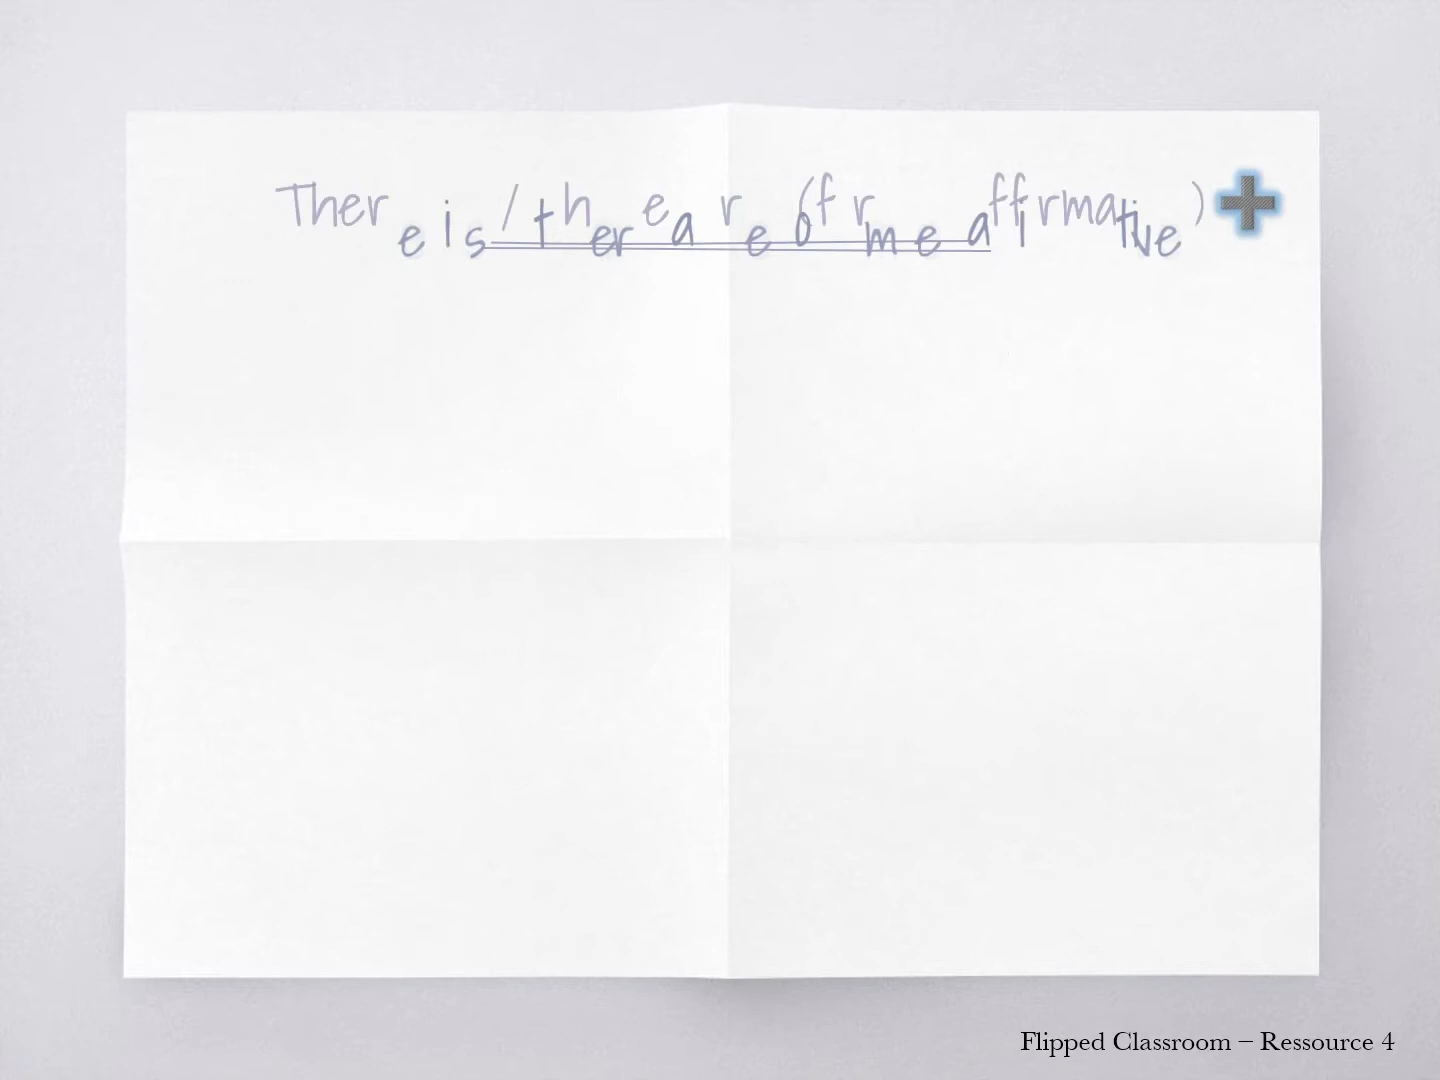 There is / there are (forme affirmative)
Flipped Classroom – Ressource 4